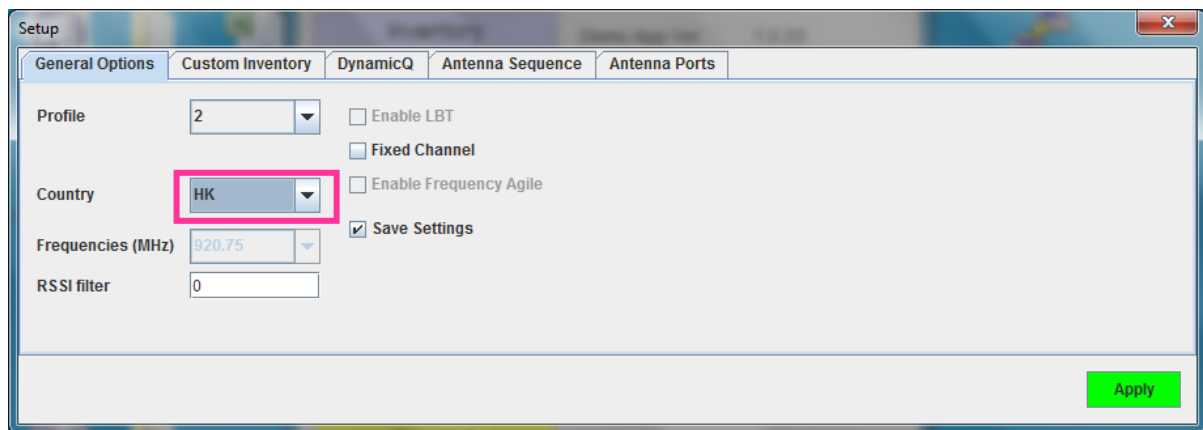 Setup
General Options Custom Inventory DynamicQ Antenna Sequence Antenna Ports
Profile 2 Enable LBT
Fixed Channel
Country HK Enable Frequency Agile
Save Settings
Frequencies (MHz) 920.75
RSSI filter 0
Apply